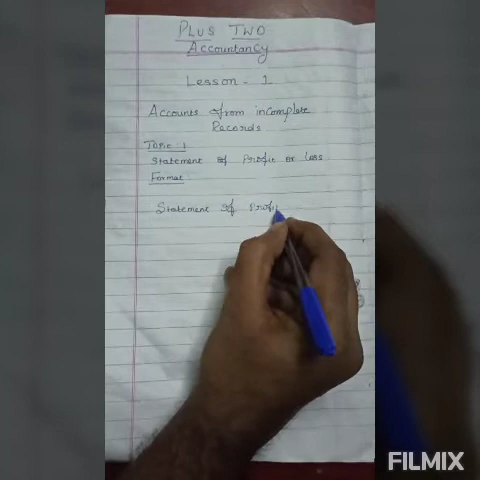 PLUS TWO
Accountancy
Lesson - 1
Accounts from incomplete
Records
Topic 1
Statement of Profit or Loss
Format
Statement of Profit
FILMIX